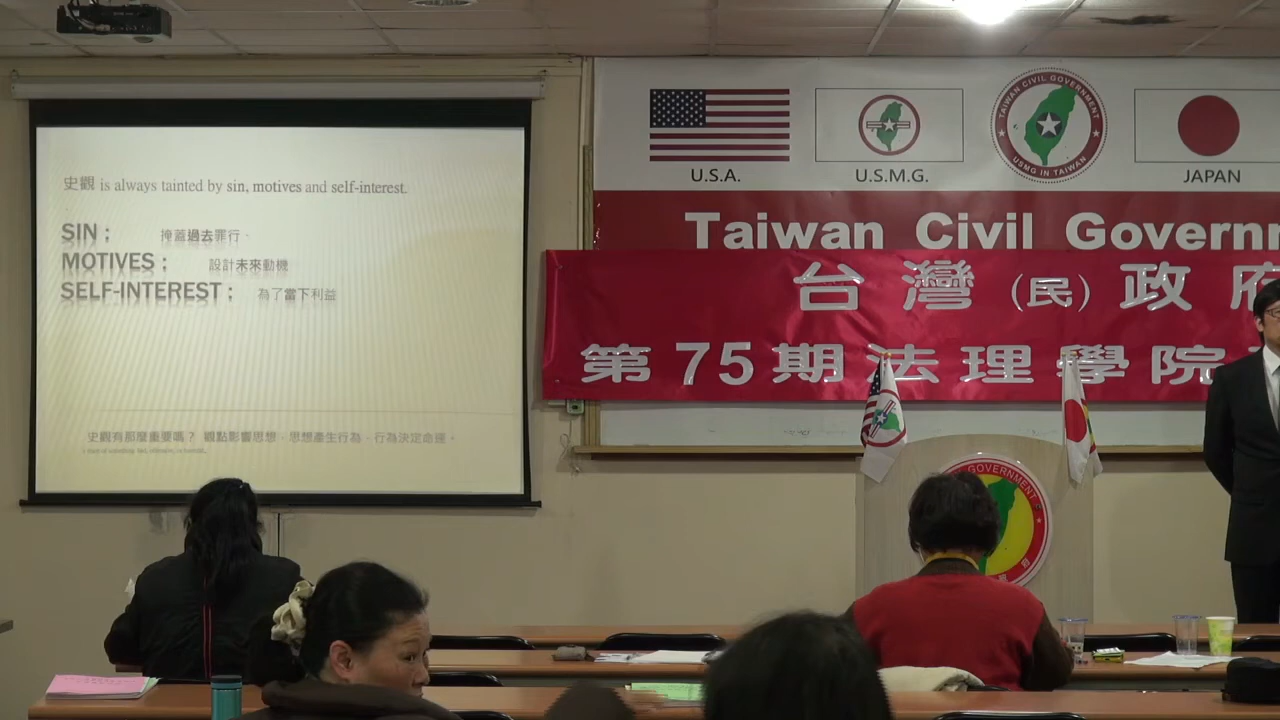 史觀 is always tainted by sin, motives and self-interest.
SIN； 掩蓋過去罪行。
MOTIVES； 設計未來動機
SELF-INTEREST； 為了當下利益
史觀有那麼重要嗎？ 觀點影響思想，思想產生行為，行為決定命運。
U.S.A.
U.S.M.G.
TAIWAN CIVIL GOVERNMENT
USMG IN TAIWAN
JAPAN
Taiwan Civil Governm
台灣(民)政府
第75期法理學院
GOVERNMENT